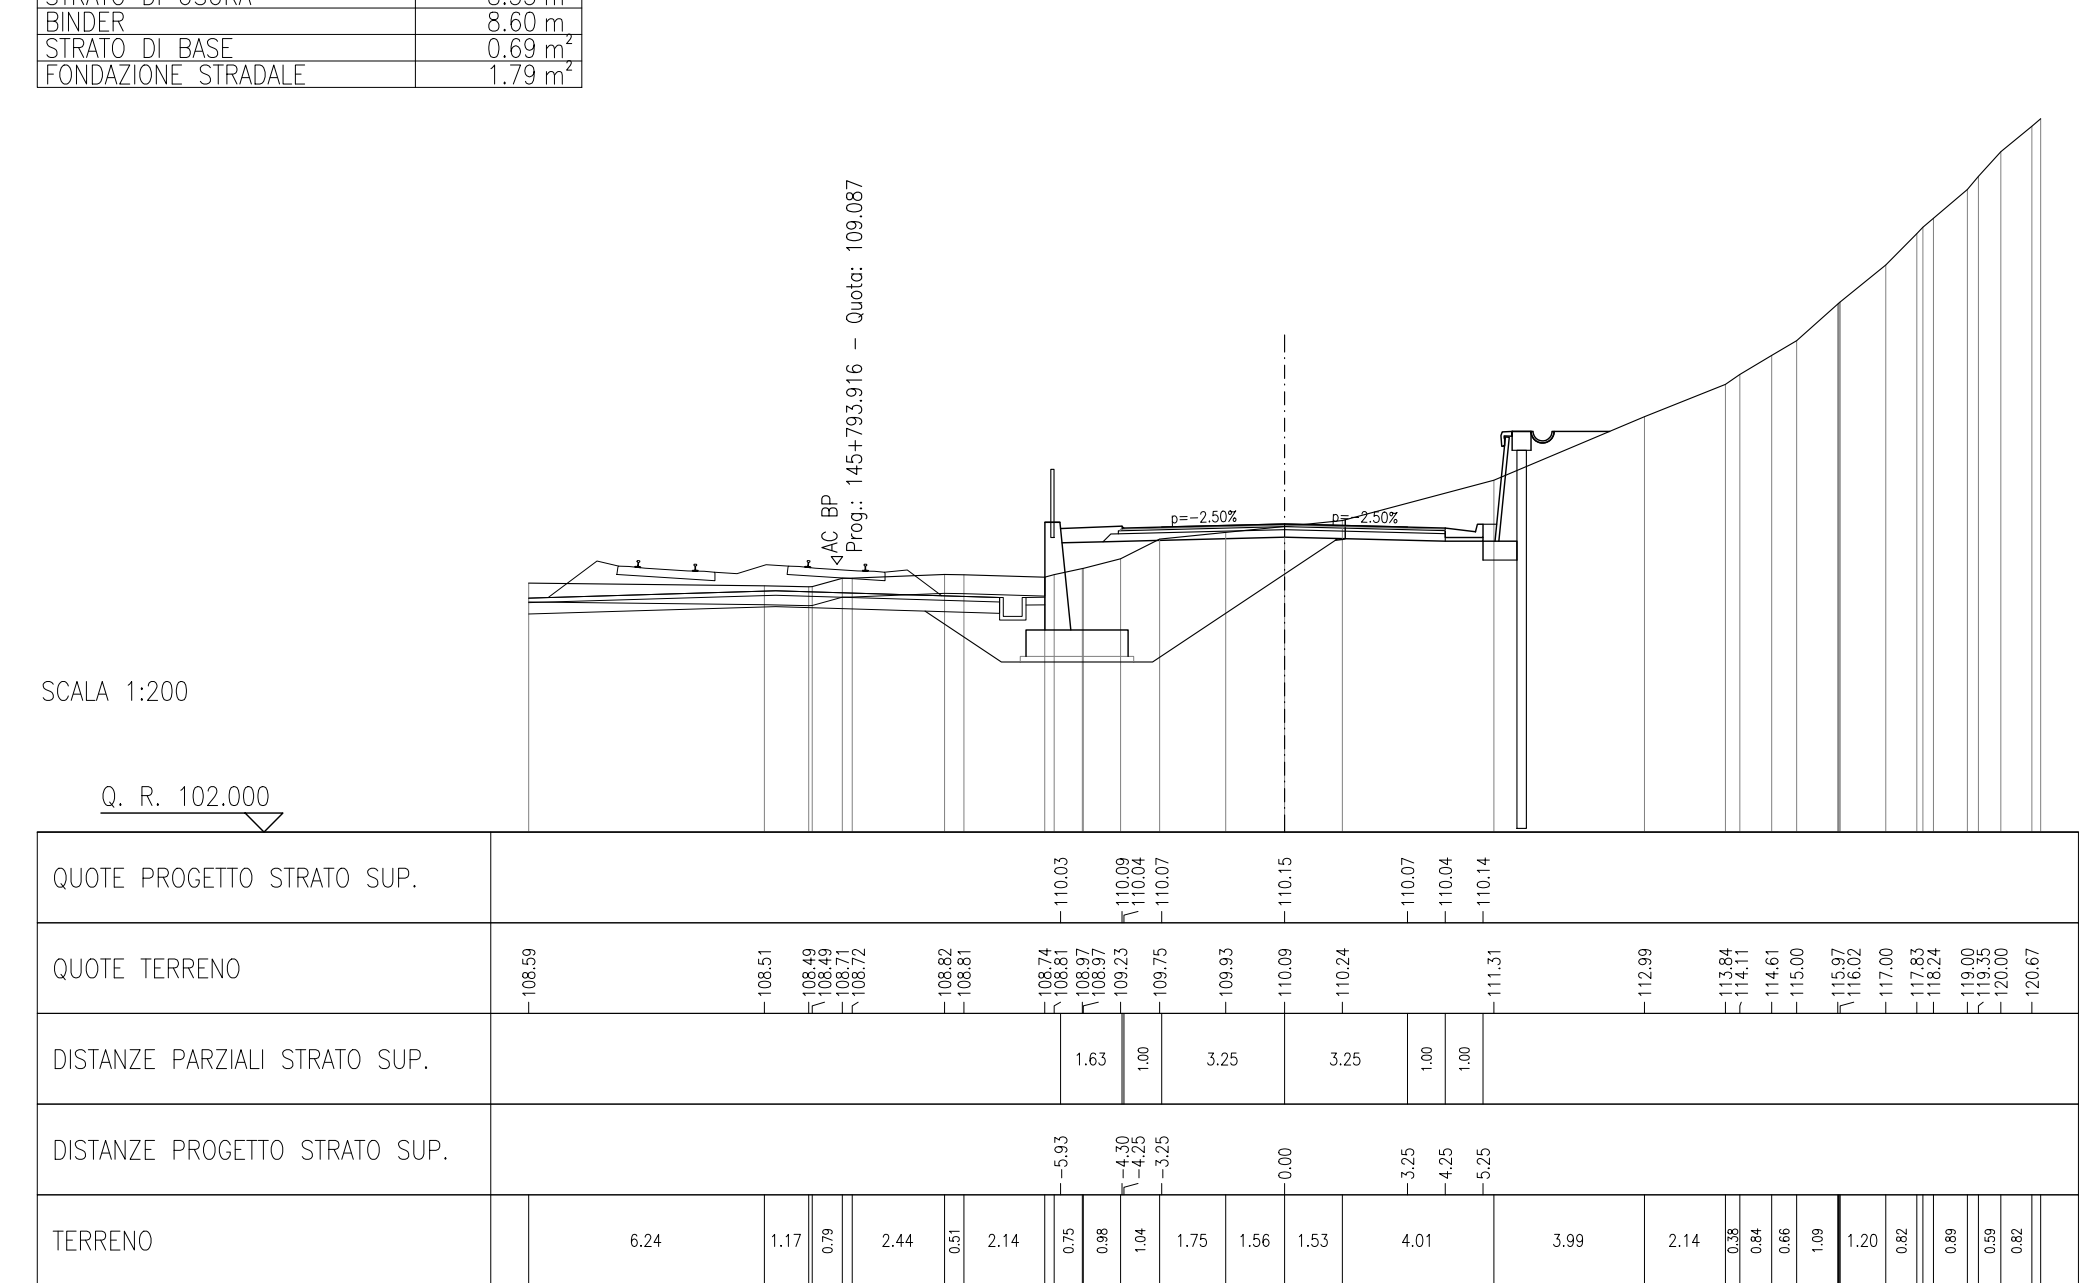 BINDER 8.60 m
STRATO DI BASE 0.69 m²
FONDAZIONE STRADALE 1.79 m²
AC BP
Prog.: 145+793.916 - Quota: 109.087
p=-2.50% p=-2.50%
SCALA 1:200
Q. R. 102.000
QUOTE PROGETTO STRATO SUP. 110.03 110.09 110.04 110.07 110.15 110.07 110.04 110.14
QUOTE TERRENO 108.59 108.51 108.49 108.49 108.71 108.72 108.82 108.81 108.74 108.81 108.97 108.97 109.23 109.75 109.93 110.09 110.24 111.31 112.99 113.84 114.11 114.61 115.00 115.97 116.02 117.00 117.83 118.24 119.00 119.35 120.00 120.67
DISTANZE PARZIALI STRATO SUP. 1.63 1.00 3.25 3.25 1.00 1.00
DISTANZE PROGETTO STRATO SUP. -5.93 -4.30 -4.25 -3.25 0.00 3.25 4.25 5.25
TERRENO 6.24 1.17 0.79 2.44 0.51 2.14 0.75 0.98 1.04 1.75 1.56 1.53 4.01 3.99 2.14 0.38 0.84 0.66 1.09 1.20 0.82 0.89 0.59 0.82